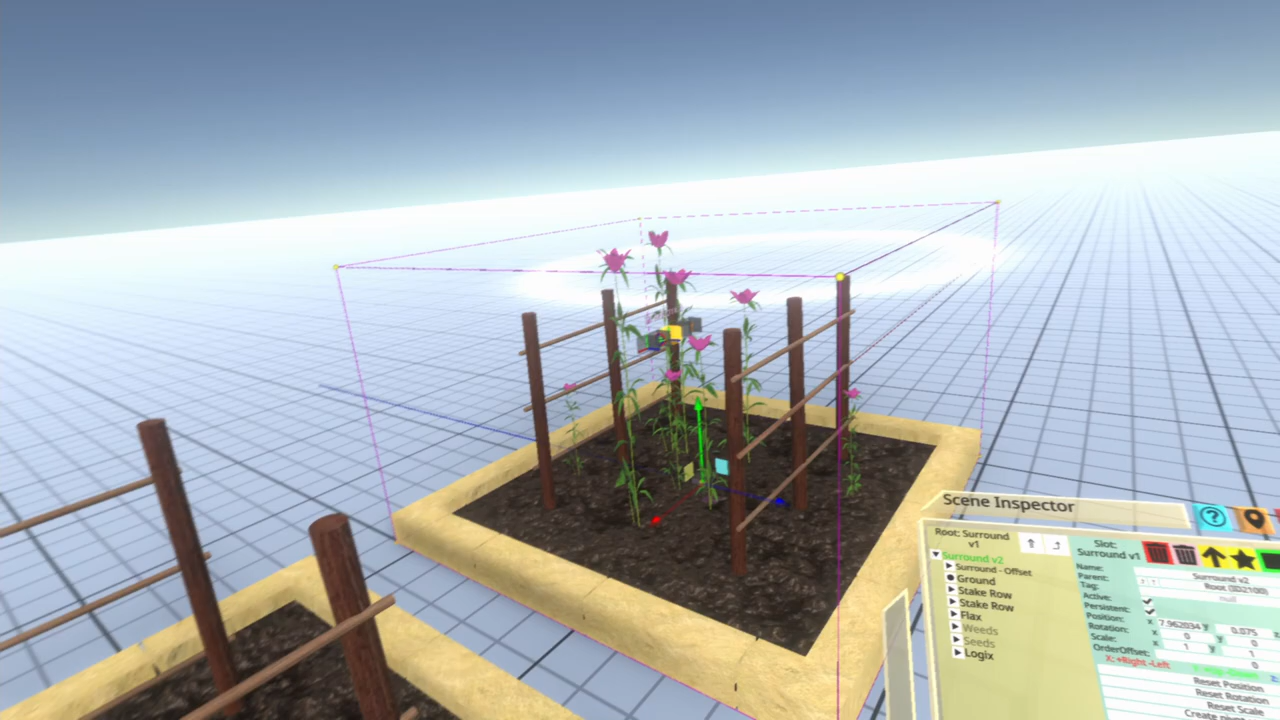 Scene Inspector
?
Root: Surround
v1
Surround v2
Surround - Offset
Ground
Stake Row
Stake Row
Flax
Weeds
Seeds
Logix
Slot:
Surround v1
Name: Surround v2
Parent: Root (ID2100)
Tag: null
Active:
Persistent:
Position: x 7.962034 y 0.075
Rotation: x 0 y 0
Scale: x 1 y 1
OrderOffset: 0
X: +Right -Left
Reset Position
Reset Rotation
Reset Scale